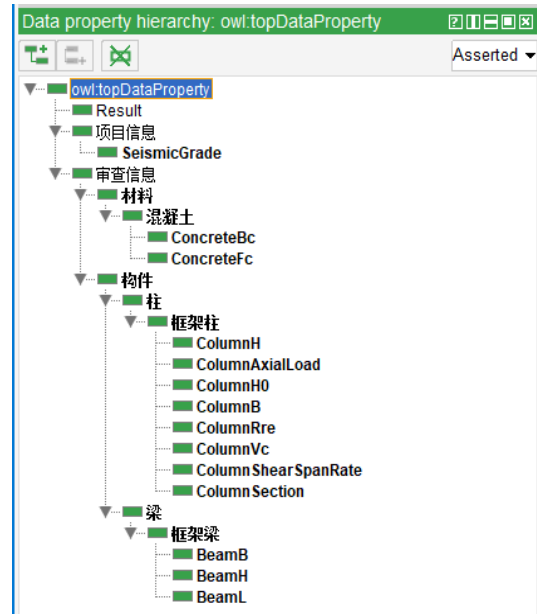 Data property hierarchy: owl:topDataProperty
Asserted
owl:topDataProperty
Result
项目信息
SeismicGrade
审查信息
材料
混凝土
ConcreteBc
ConcreteFc
构件
柱
框架柱
ColumnH
ColumnAxialLoad
ColumnH0
ColumnB
ColumnRre
ColumnVc
ColumnShearSpanRate
ColumnSection
梁
框架梁
BeamB
BeamH
BeamL